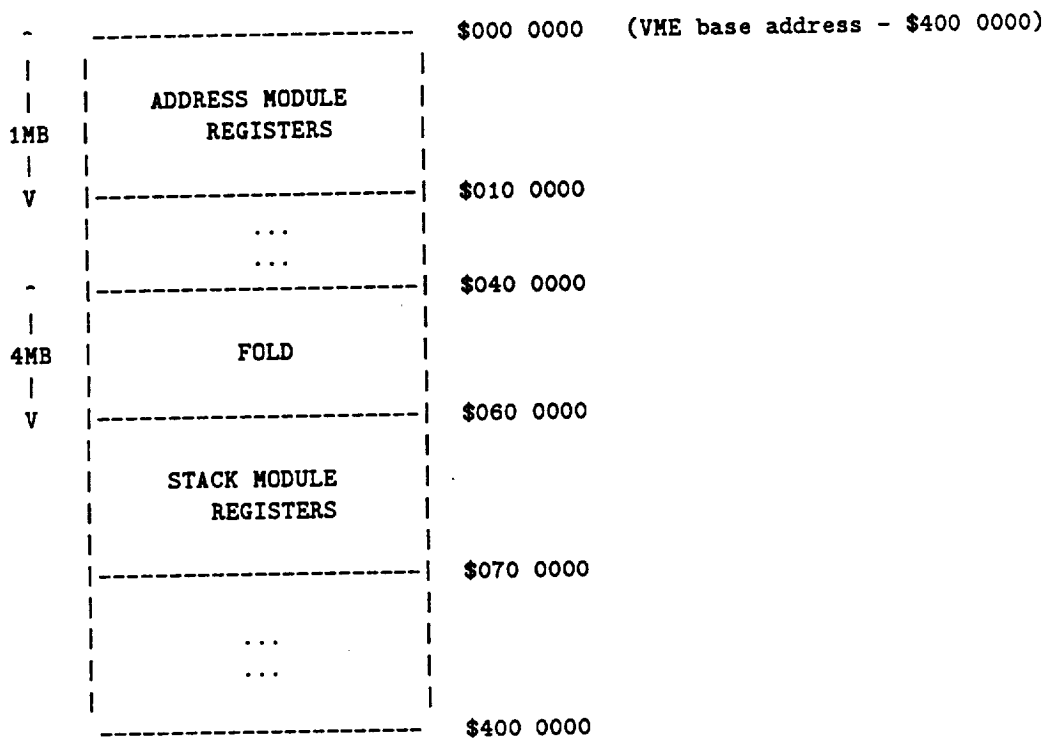 $000 0000 (VME base address - $400 0000)
ADDRESS MODULE
1MB REGISTERS
V $010 0000
...
...
$040 0000
4MB FOLD
V $060 0000
STACK MODULE
REGISTERS
$070 0000
...
...
$400 0000